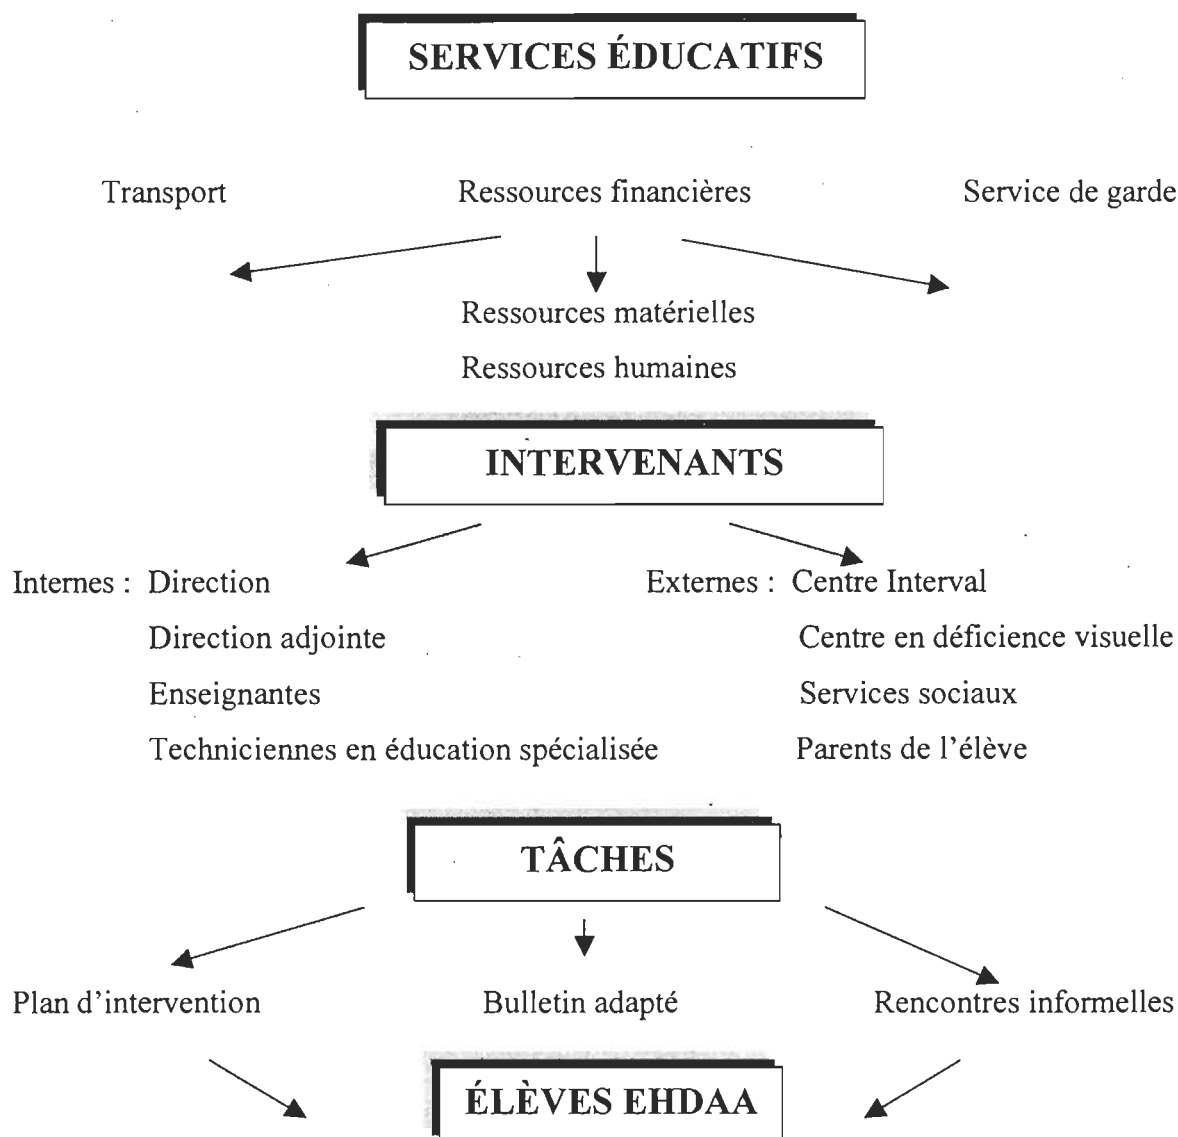 SERVICES ÉDUCATIFS
Transport Ressources financières Service de garde
Ressources matérielles
Ressources humaines
INTERVENANTS
Internes : Direction Externes : Centre Interval
Direction adjointe Centre en déficience visuelle
Enseignantes Services sociaux
Techniciennes en éducation spécialisée Parents de l'élève
TÂCHES
Plan d'intervention Bulletin adapté Rencontres informelles
ÉLÈVES EHDAA